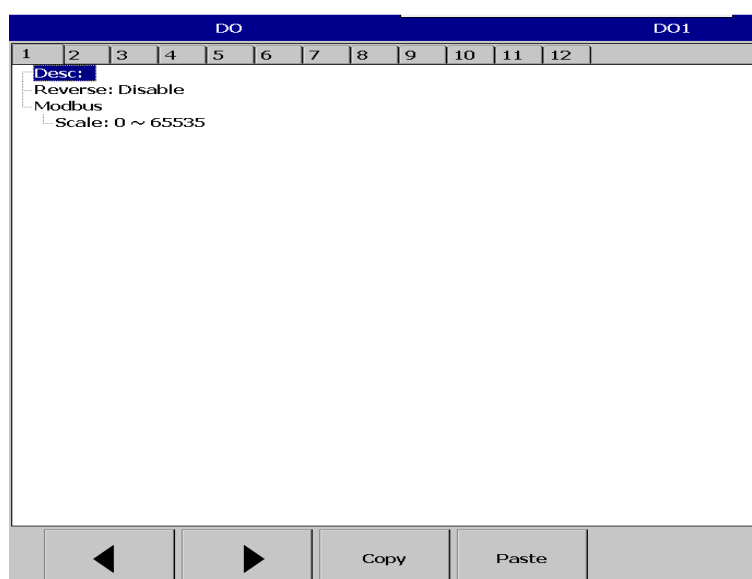 DO DO1
1 2 3 4 5 6 7 8 9 10 11 12
Desc:
Reverse: Disable
Modbus
Scale: 0 ~ 65535
Copy Paste